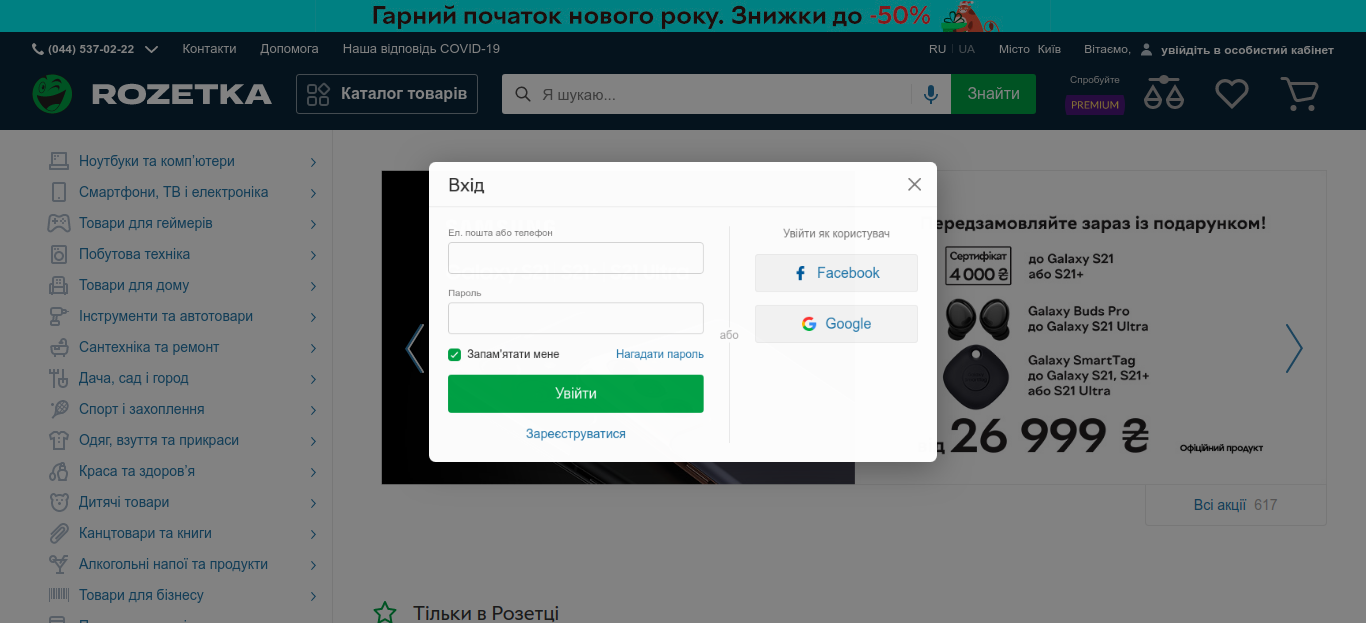 Гарний початок нового року. Знижки до -50%
(044) 537-02-22 Контакти Допомога Наша відповідь COVID-19 RU UA Місто Київ Вітаємо, увійдіть в особистий кабінет
ROZETKA Каталог товарів Я шукаю... Знайти Спробуйте PREMIUM
Ноутбуки та комп'ютери
Смартфони, ТВ і електроніка
Товари для геймерів
Побутова техніка
Товари для дому
Інструменти та автотовари
Сантехніка та ремонт
Дача, сад і город
Спорт і захоплення
Одяг, взуття та прикраси
Краса та здоров'я
Дитячі товари
Канцтовари та книги
Алкогольні напої та продукти
Товари для бізнесу
Вхід
Ел. пошта або телефон
Пароль
Запам'ятати мене Нагадати пароль
Увійти
Зареєструватися
або
Увійти як користувач
Facebook
Google
ередзамовляйте зараз із подарунком!
Сертифікат
4 000 ₴
до Galaxy S21
або S21+
Galaxy Buds Pro
до Galaxy S21 Ultra
Galaxy SmartTag
до Galaxy S21, S21+
або S21 Ultra
д 26 999 ₴ Офіційний продукт
Всі акції 617
Тільки в Розетці